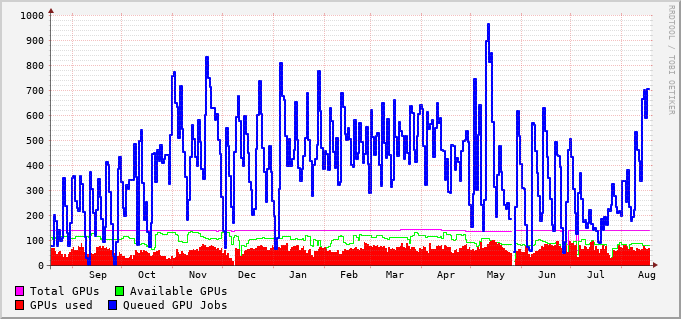 1000
900
800
700
600
500
400
300
200
100
0
Sep Oct Nov Dec Jan Feb Mar Apr May Jun Jul Aug
Total GPUs Available GPUs
GPUs used Queued GPU Jobs
RRDTOOL / TOBI OETIKER